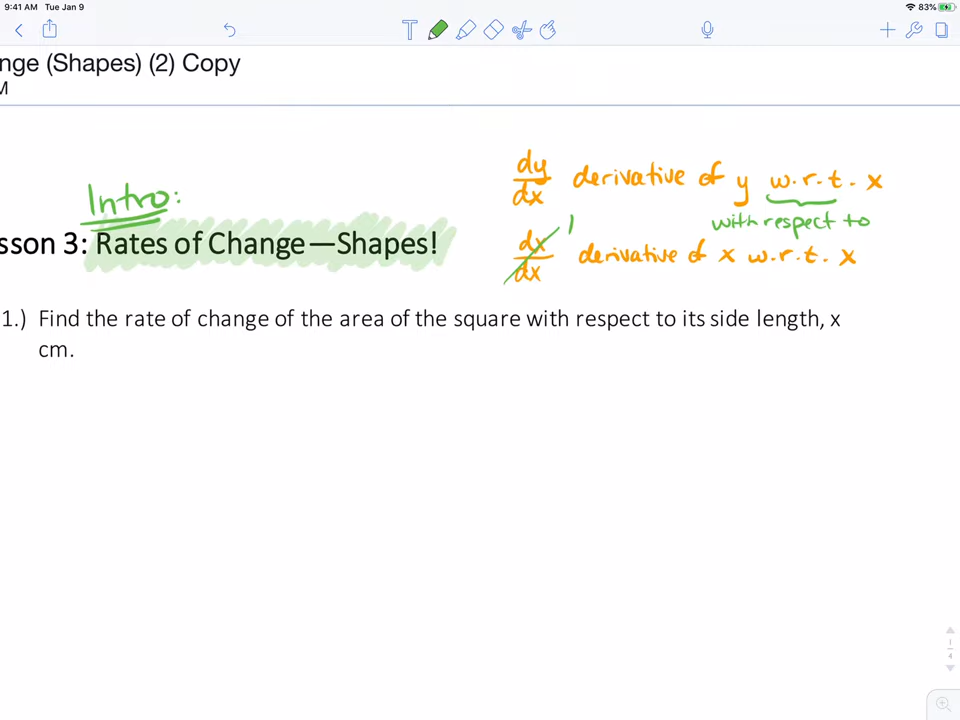 9:41 AM Tue Jan 9
83%
T
nge (Shapes) (2) Copy
M
dy/dx derivative of y w.r.t. x
Intro:
with respect to
1
sson 3: Rates of Change—Shapes!
dx/dx derivative of x w.r.t. x
1.) Find the rate of change of the area of the square with respect to its side length, x
cm.
1
4